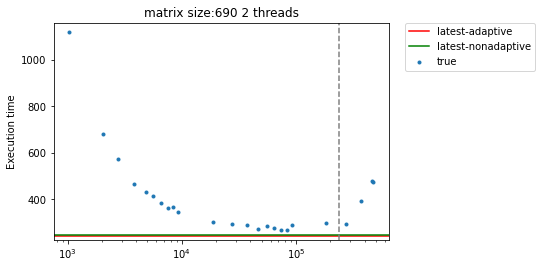 matrix size:690 2 threads
Execution time
1000
800
600
400
10³
10⁴
10⁵
latest-adaptive
latest-nonadaptive
true